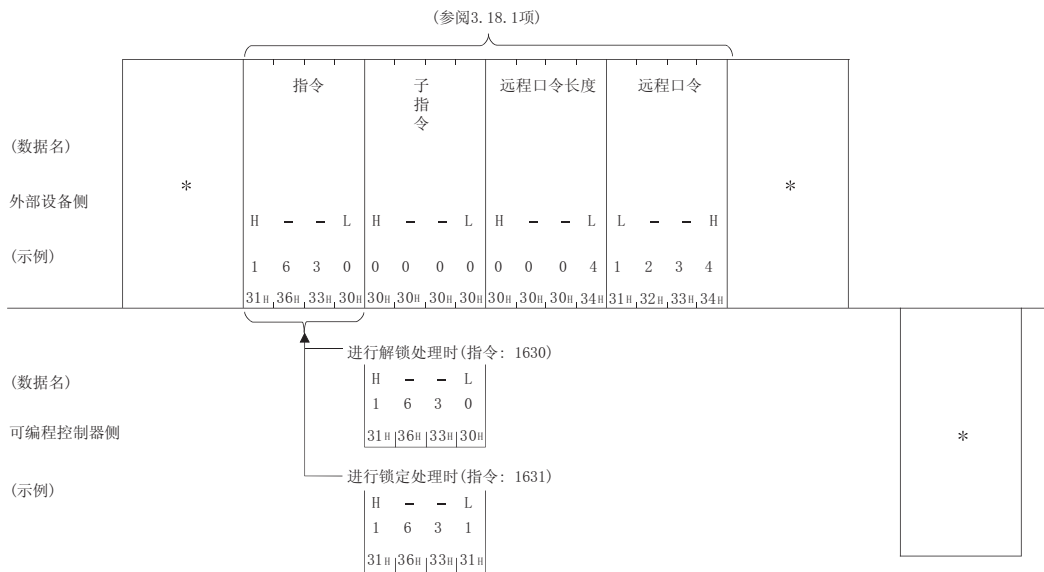 (参阅3.18.1项)
指令 子指令 远程口令长度 远程口令
(数据名)
* *
外部设备侧
H - - L H - - L H - - L L - - H
(示例)
1 6 3 0 0 0 0 0 0 0 0 4 1 2 3 4
31H 36H 33H 30H 30H 30H 30H 30H 30H 30H 30H 34H 31H 32H 33H 34H
进行解锁处理时(指令: 1630)
(数据名)
H - - L
1 6 3 0
可编程控制器侧
31H 36H 33H 30H
*
进行锁定处理时(指令: 1631)
(示例)
H - - L
1 6 3 1
31H 36H 33H 31H